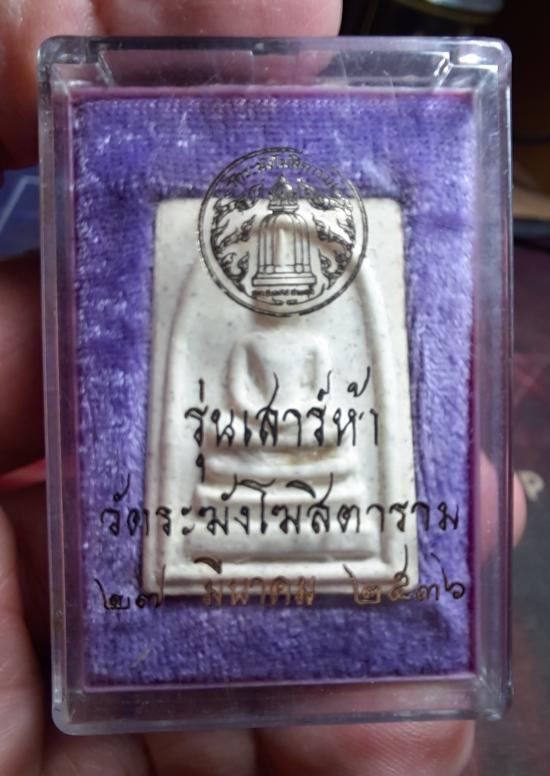 รุ่นเสาร์ห้า
วัดระฆังโฆสิตาราม
๒๗ มีนาคม ๒๕๓๖